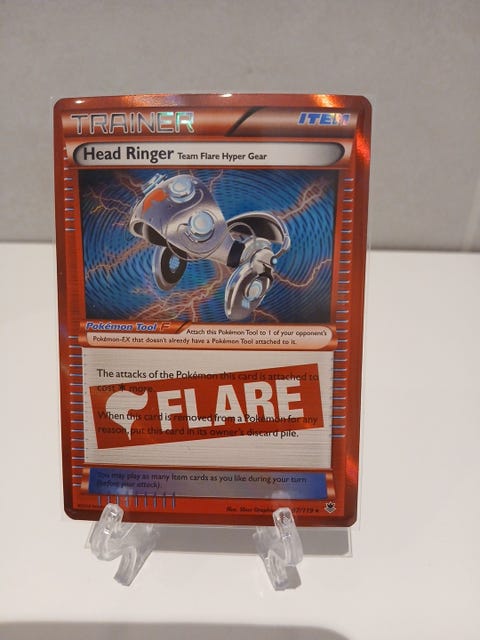 TRAINER
ITEM
Head Ringer Team Flare Hyper Gear
Pokémon Tool F
Attach this Pokémon Tool to 1 of your opponent's
Pokémon-EX that doesn't already have a Pokémon Tool attached to it.
The attacks of the Pokémon this card is attached to
cost more.
FLARE
When this card is removed from a Pokémon for any
reason, put this card in its owner's discard pile.
You may play as many Item cards as you like during your turn
(before your attack).
Illus. 5ban Graphics
/119